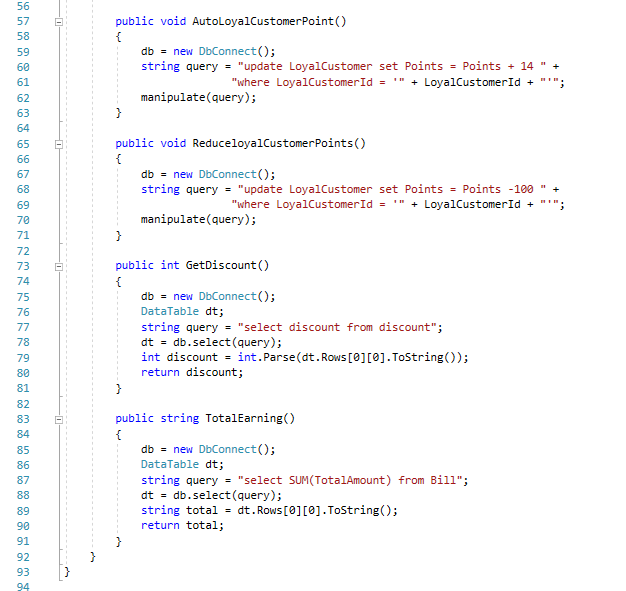 56
57 public void AutoLoyalCustomerPoint()
58 {
59 db = new DbConnect();
60 string query = "update LoyalCustomer set Points = Points + 14 " +
61 "where LoyalCustomerId = '" + LoyalCustomerId + "'";
62 manipulate(query);
63 }
64
65 public void ReduceloyalCustomerPoints()
66 {
67 db = new DbConnect();
68 string query = "update LoyalCustomer set Points = Points -100 " +
69 "where LoyalCustomerId = '" + LoyalCustomerId + "'";
70 manipulate(query);
71 }
72
73 public int GetDiscount()
74 {
75 db = new DbConnect();
76 DataTable dt;
77 string query = "select discount from discount";
78 dt = db.select(query);
79 int discount = int.Parse(dt.Rows[0][0].ToString());
80 return discount;
81 }
82
83 public string TotalEarning()
84 {
85 db = new DbConnect();
86 DataTable dt;
87 string query = "select SUM(TotalAmount) from Bill";
88 dt = db.select(query);
89 string total = dt.Rows[0][0].ToString();
90 return total;
91 }
92 }
93 }
94